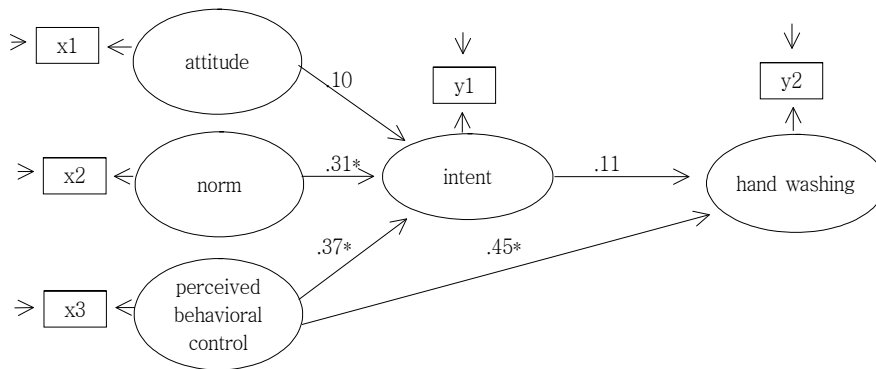 x1
attitude
.10
y1
y2
x2
norm
.31*
intent
.11
hand washing
.37*
.45*
x3
perceived
behavioral
control